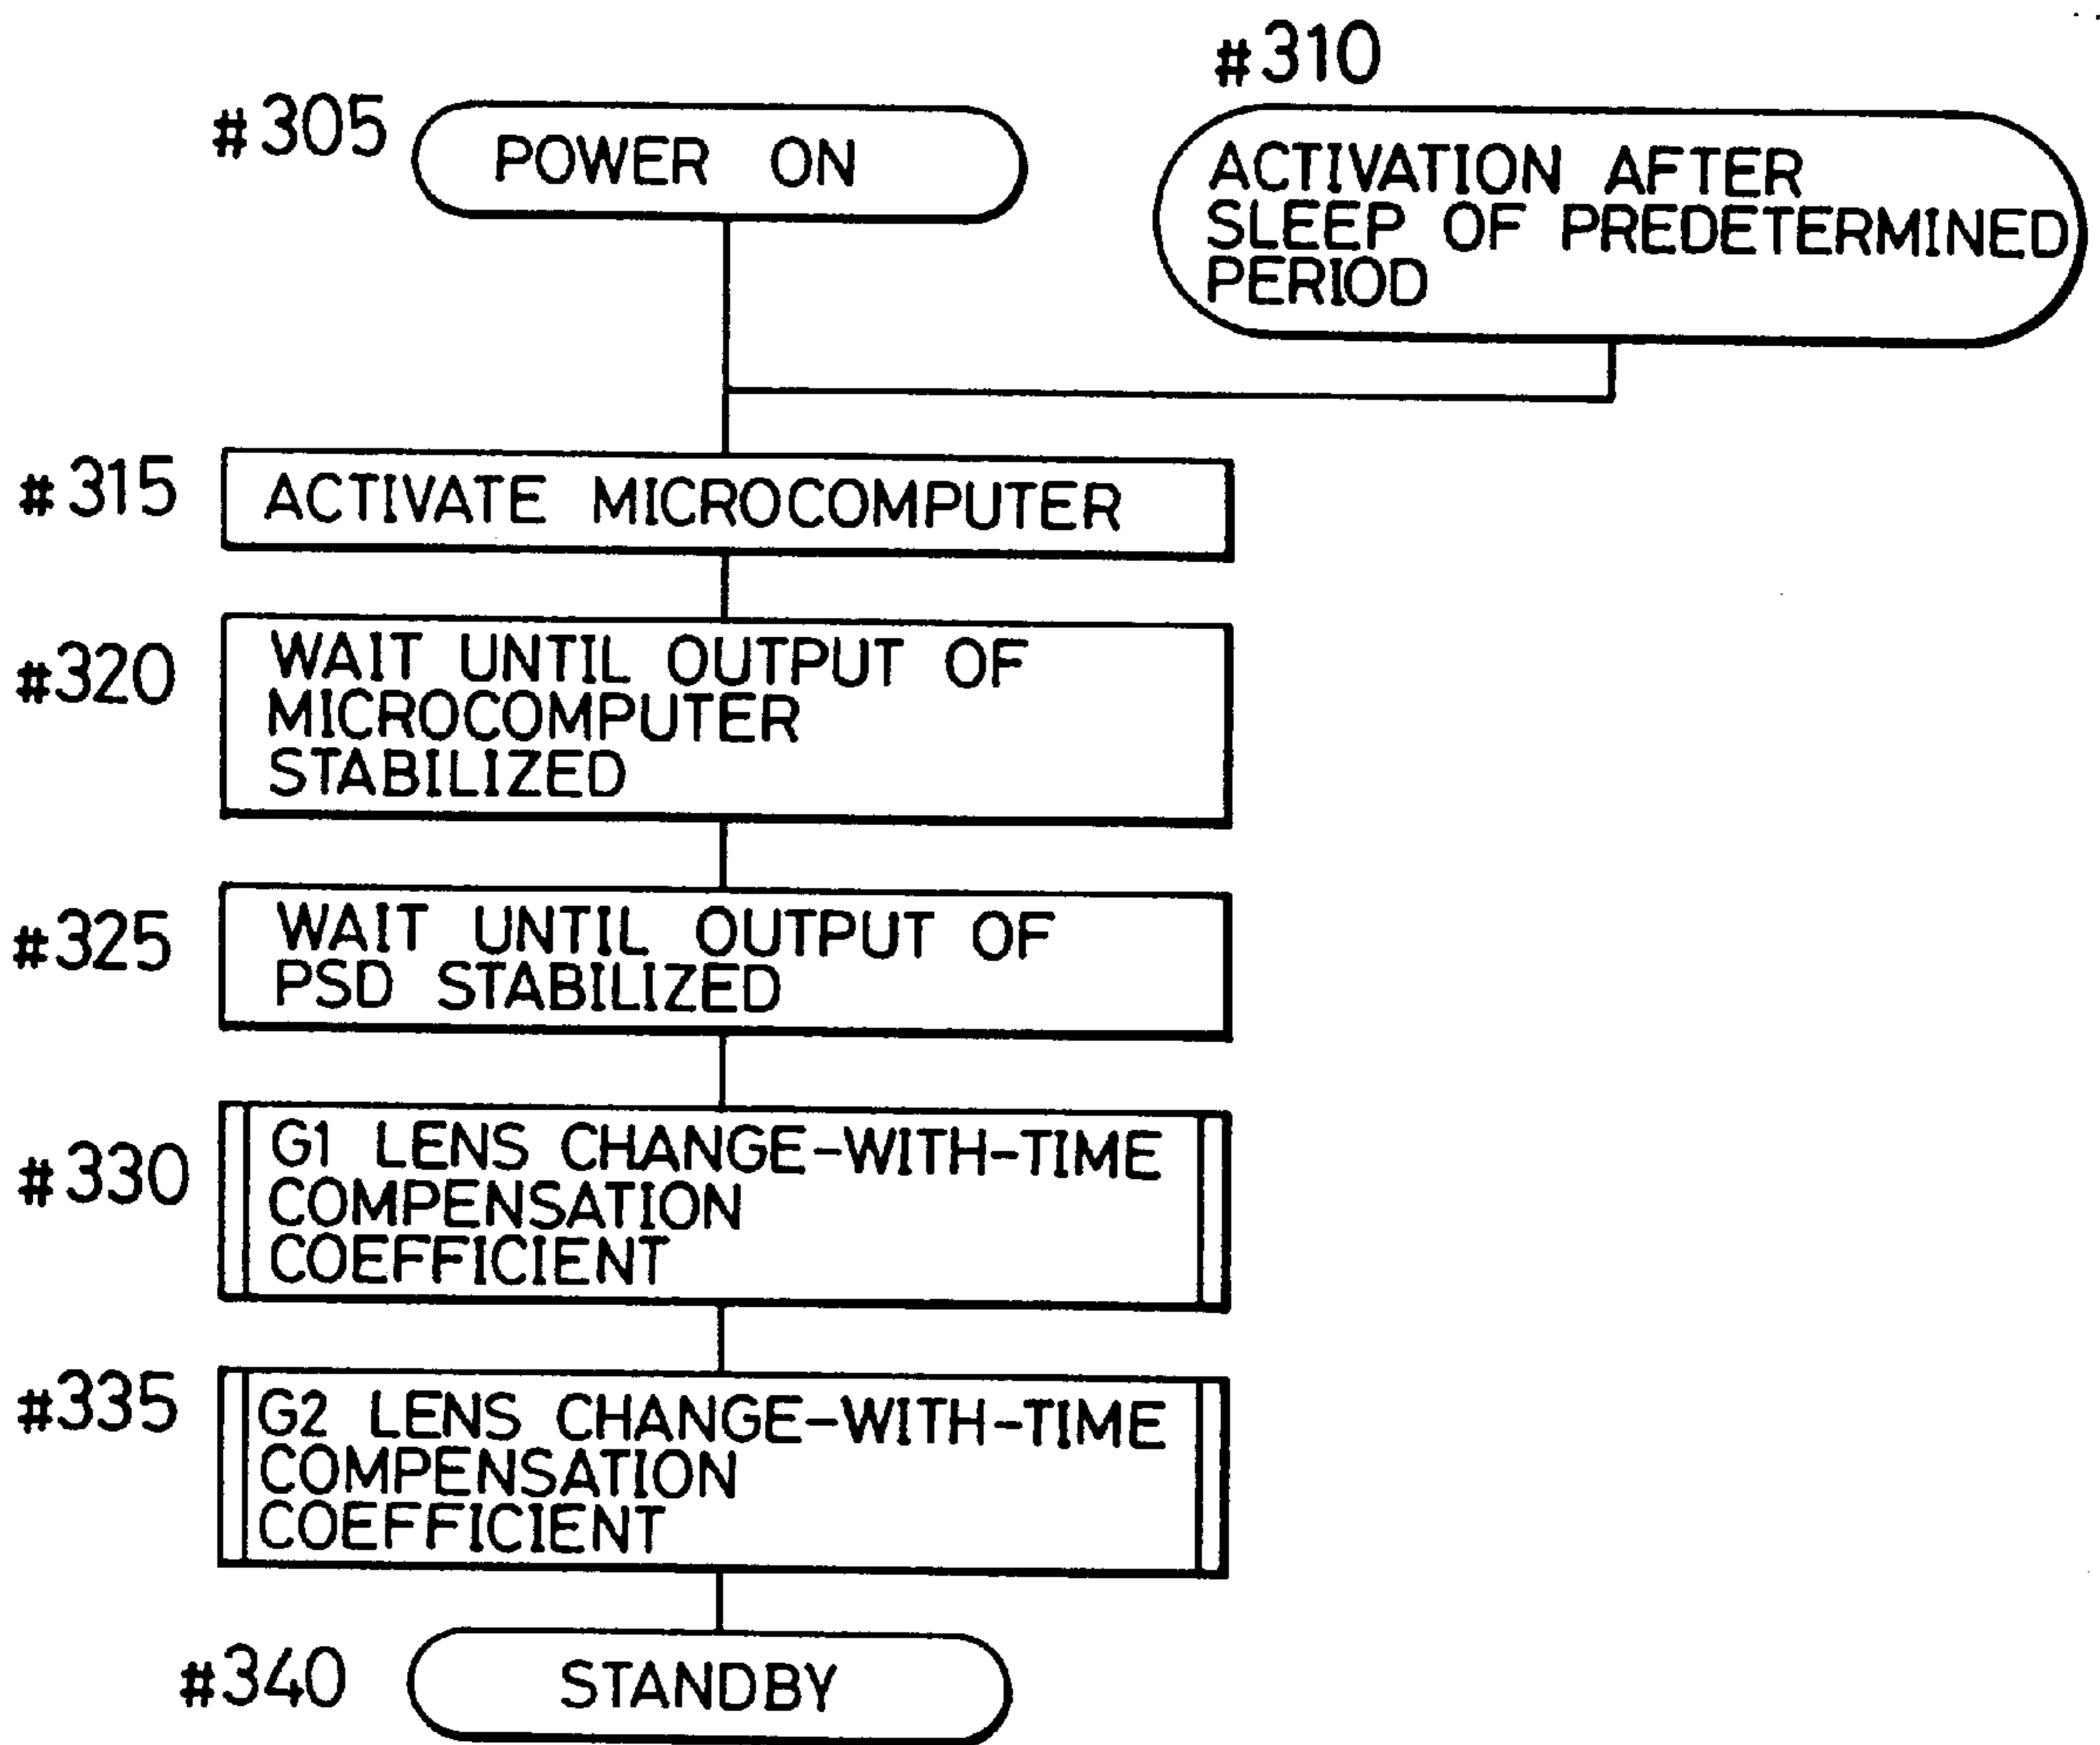 #305
POWER ON
#310
ACTIVATION AFTER
SLEEP OF PREDETERMINED
PERIOD
#315
ACTIVATE MICROCOMPUTER
#320
WAIT UNTIL OUTPUT OF
MICROCOMPUTER
STABILIZED
#325
WAIT UNTIL OUTPUT OF
PSD STABILIZED
#330
G1 LENS CHANGE-WITH-TIME
COMPENSATION
COEFFICIENT
#335
G2 LENS CHANGE-WITH-TIME
COMPENSATION
COEFFICIENT
#340
STANDBY